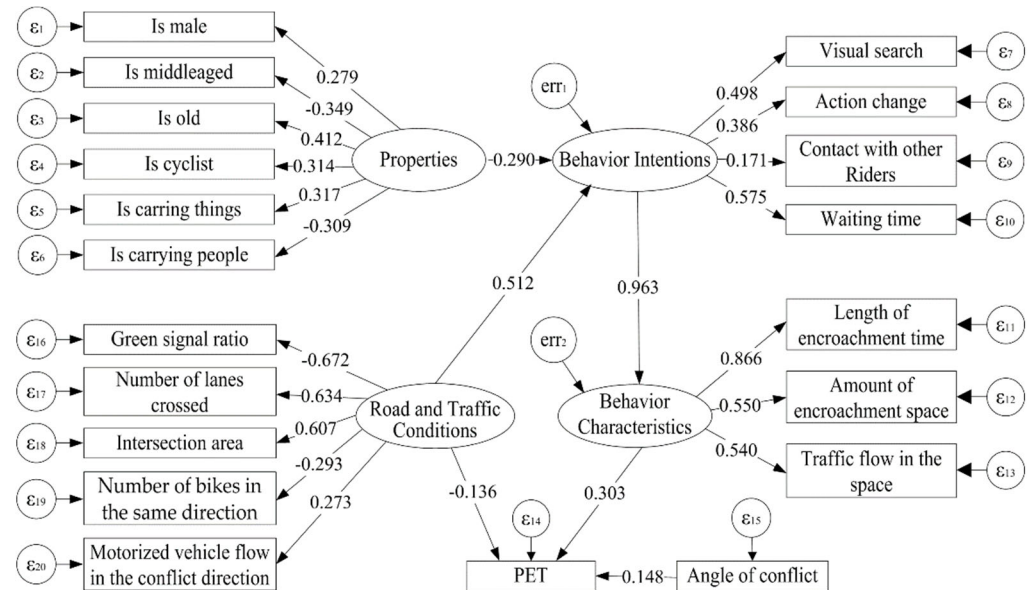 ε1
Is male
ε2
Is middleaged
ε3
Is old
ε4
Is cyclist
ε5
Is carring things
ε6
Is carrying people
0.279
-0.349
0.412
0.314
0.317
-0.309
Properties
-0.290
err1
Behavior Intentions
0.498
0.386
0.171
0.575
Visual search
ε7
Action change
ε8
Contact with other
Riders
ε9
Waiting time
ε10
0.512
0.963
ε16
Green signal ratio
ε17
Number of lanes
crossed
ε18
Intersection area
ε19
Number of bikes in
the same direction
ε20
Motorized vehicle flow
in the conflict direction
-0.672
0.634
0.607
-0.293
0.273
Road and Traffic
Conditions
-0.136
err2
Behavior
Characteristics
0.866
0.550
0.540
0.303
Length of
encroachment time
ε11
Amount of
encroachment space
ε12
Traffic flow in the
space
ε13
ε14
PET
0.148
ε15
Angle of conflict